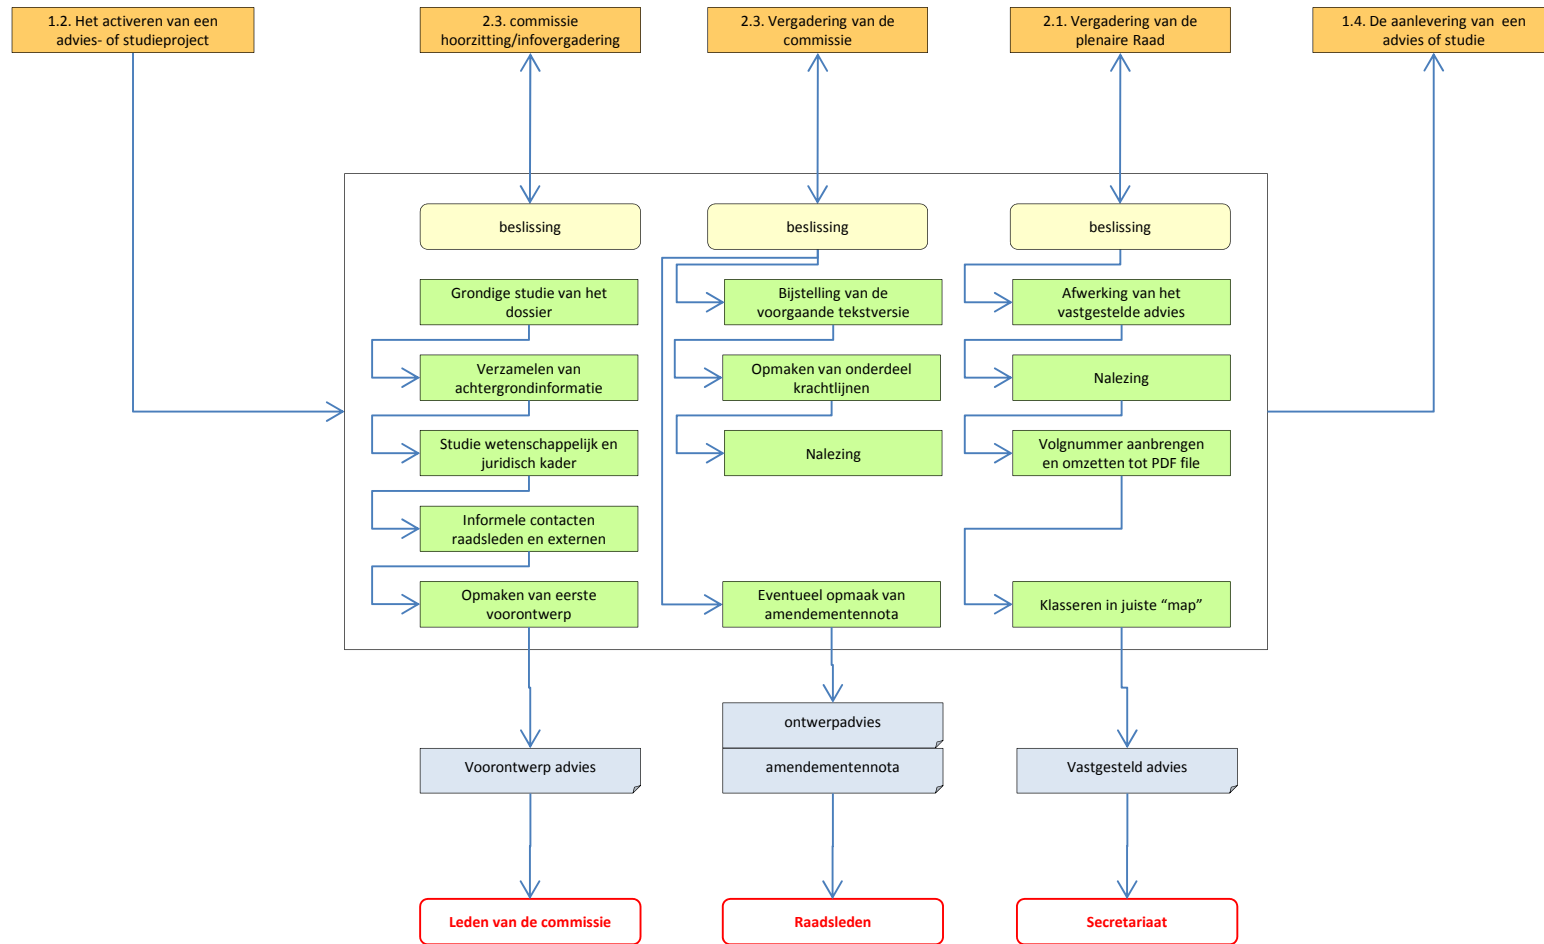 1.2. Het activeren van een
advies- of studieproject
2.3. commissie
hoorzitting/infovergadering
2.3. Vergadering van de
commissie
2.1. Vergadering van de
plenaire Raad
1.4. De aanlevering van een
advies of studie
beslissing
beslissing
beslissing
Grondige studie van het
dossier
Bijstelling van de
voorgaande tekstversie
Afwerking van het
vastgestelde advies
Verzamelen van
achtergrondinformatie
Opmaken van onderdeel
krachtlijnen
Nalezing
Studie wetenschappelijk en
juridisch kader
Nalezing
Volgnummer aanbrengen
en omzetten tot PDF file
Informele contacten
raadsleden en externen
Opmaken van eerste
voorontwerp
Eventueel opmaak van
amendementennota
Klasseren in juiste “map”
ontwerpadvies
Voorontwerp advies
amendementennota
Vastgesteld advies
Leden van de commissie
Raadsleden
Secretariaat